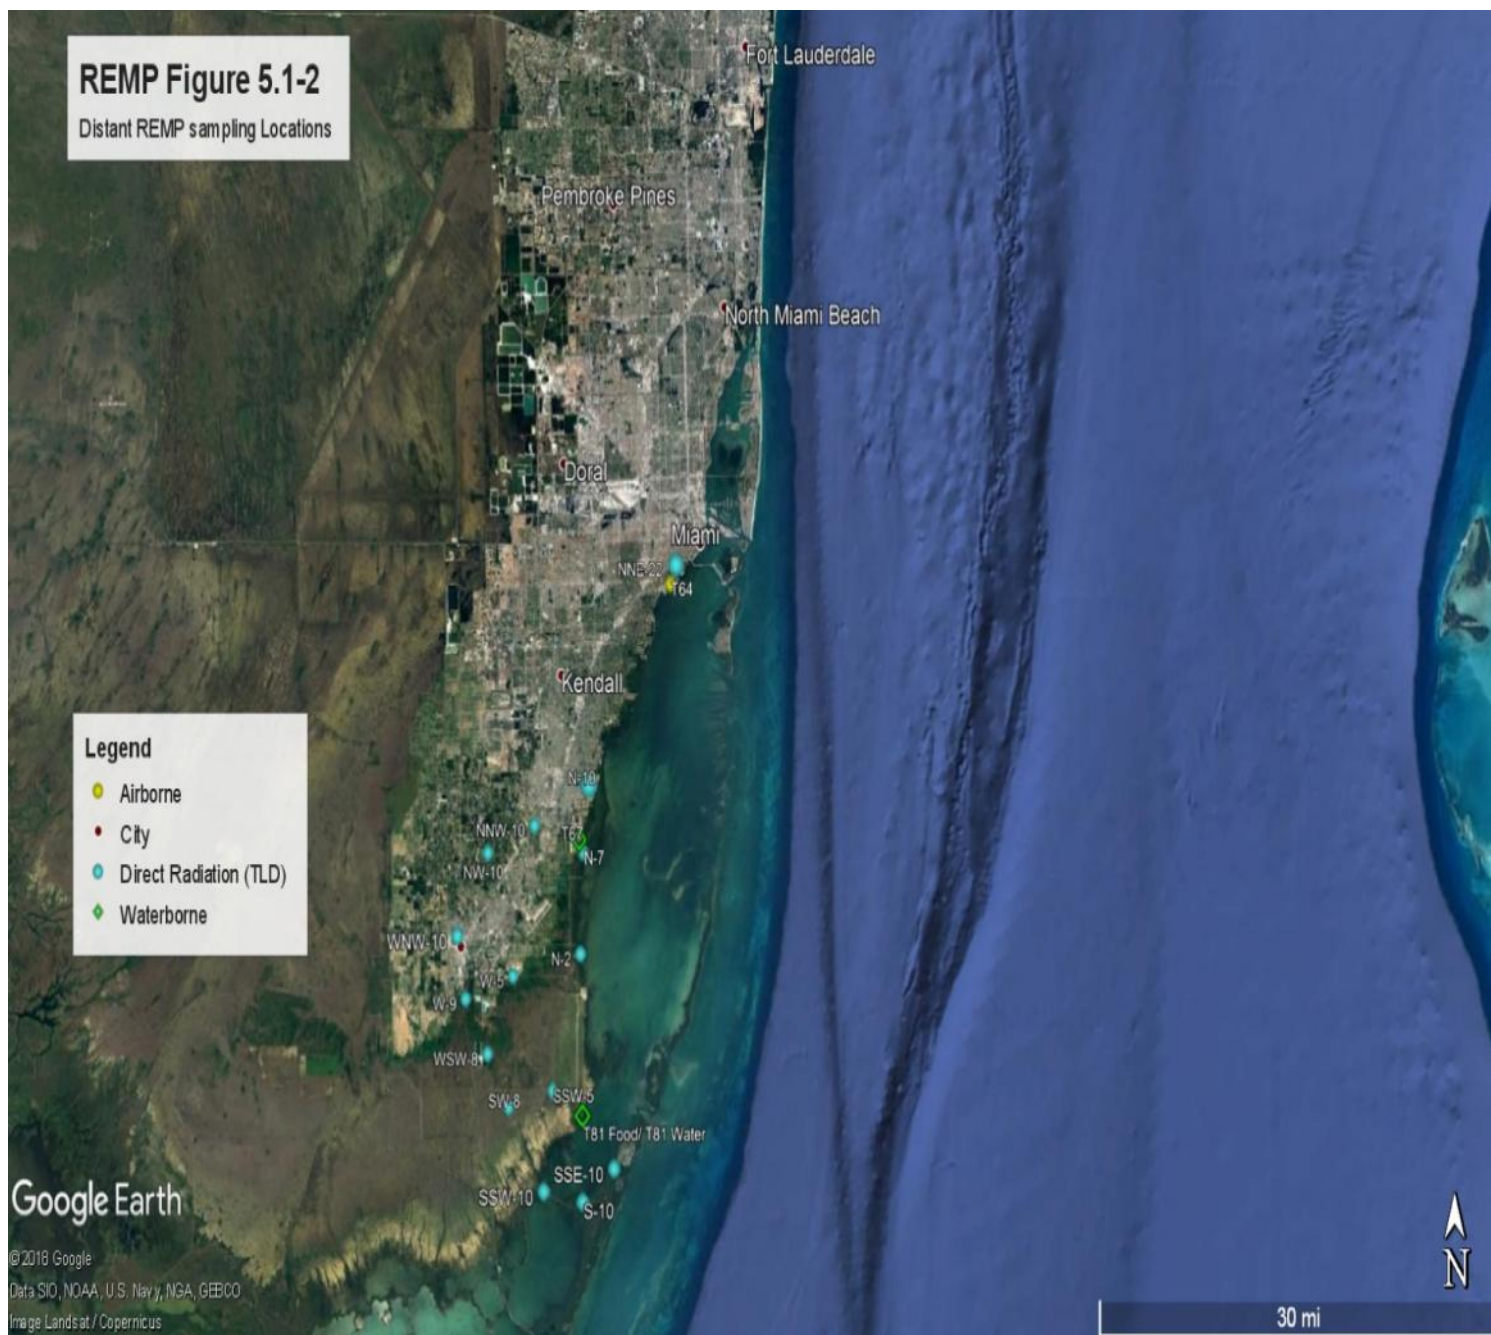 REMP Figure 5.1-2
Distant REMP sampling Locations
Fort Lauderdale
Pembroke Pines
North Miami Beach
Doral
Miami
NNE-22
T64
Kendall
Legend
Airborne
City
Direct Radiation (TLD)
Waterborne
N-10
NNW-10
T67
N-7
NW-10
WNW-10
N-2
W-5
W-9
WSW-8
SSW-5
SW-8
T81 Food/ T81 Water
SSE-10
SSW-10
S-10
Google Earth
©2018 Google
Data SIO, NOAA, U.S. Navy, NGA, GEBCO
Image Landsat / Copernicus
N
30 mi